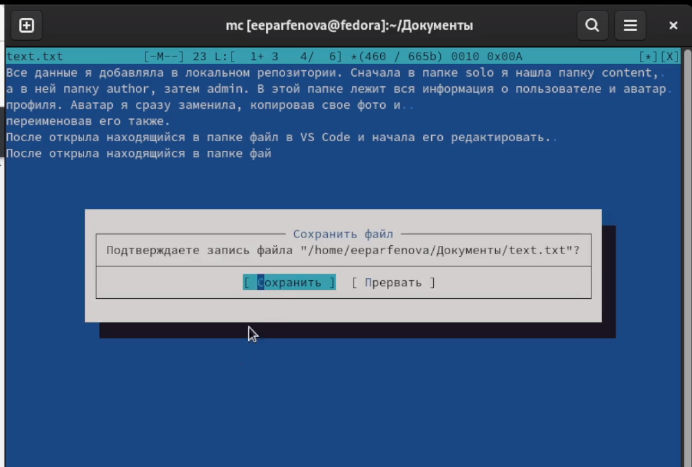 mc [eeparfenova@fedora]:~/Документы
text.txt [-M--] 23 L:[ 1+ 3 4/ 6] *(460 / 665b) 0010 0x00A [*][X]
Все данные я добавляла в локальном репозитории. Сначала в папке solo я нашла папку content,.
а в ней папку author, затем admin. В этой папке лежит вся информация о пользователе и аватар.
профиля. Аватар я сразу заменила, копировав свое фото и..
переименовав его также.
После открыла находящийся в папке файл в VS Code и начала его редактировать..
После открыла находящийся в папке фай
Сохранить файл
Подтверждаете запись файла "/home/eeparfenova/Документы/text.txt"?
[ Сохранить ] [ Прервать ]